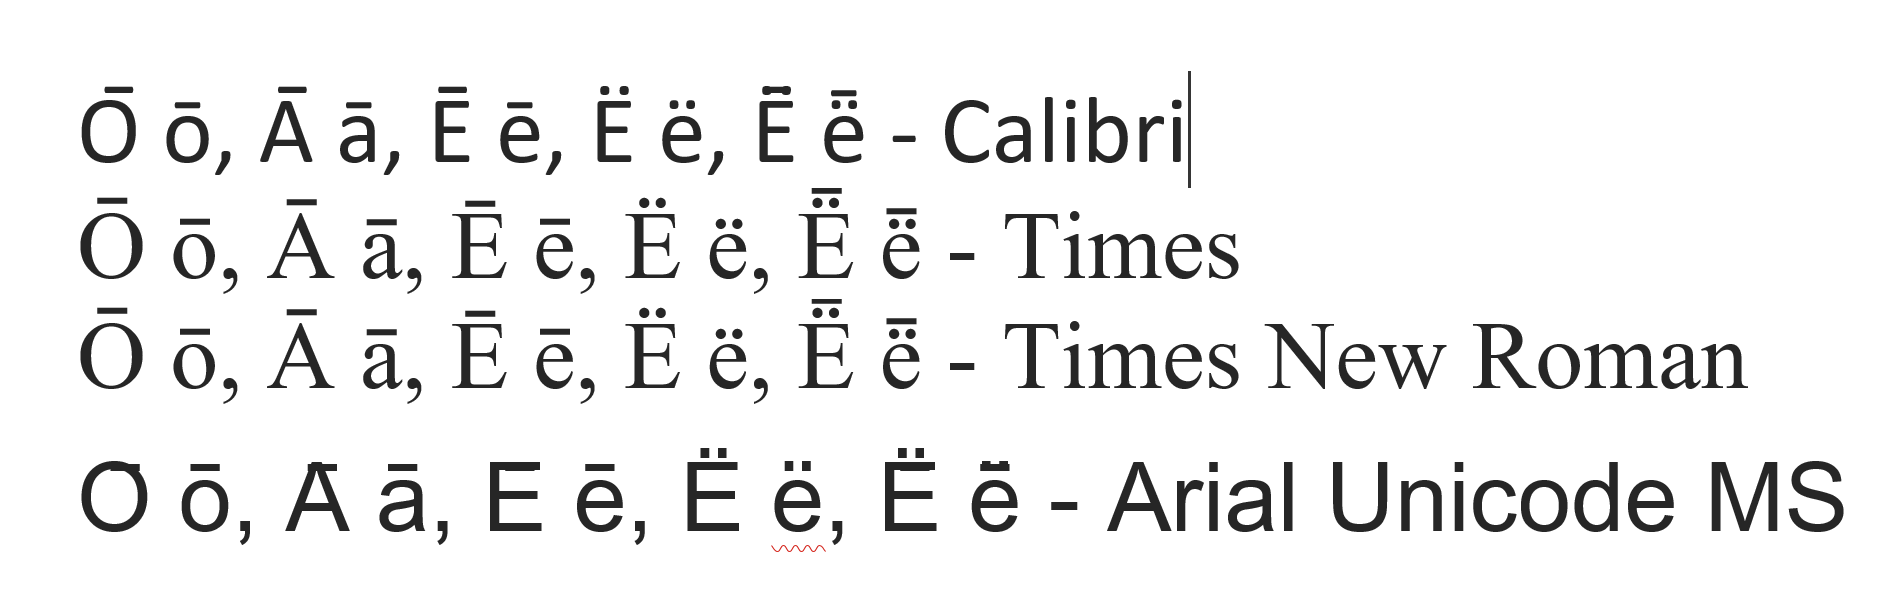 Ō ō, Ā ā, Ē ē, Ë ë, Ë̄ ë̄ - Calibri
Ō ō, Ā ā, Ē ē, Ë ë, Ë̄ ë̄ - Times
Ō ō, Ā ā, Ē ē, Ë ë, Ë̄ ë̄ - Times New Roman
Ō ō, Ā ā, Ē ē, Ë ë, Ë̄ ë̄ - Arial Unicode MS